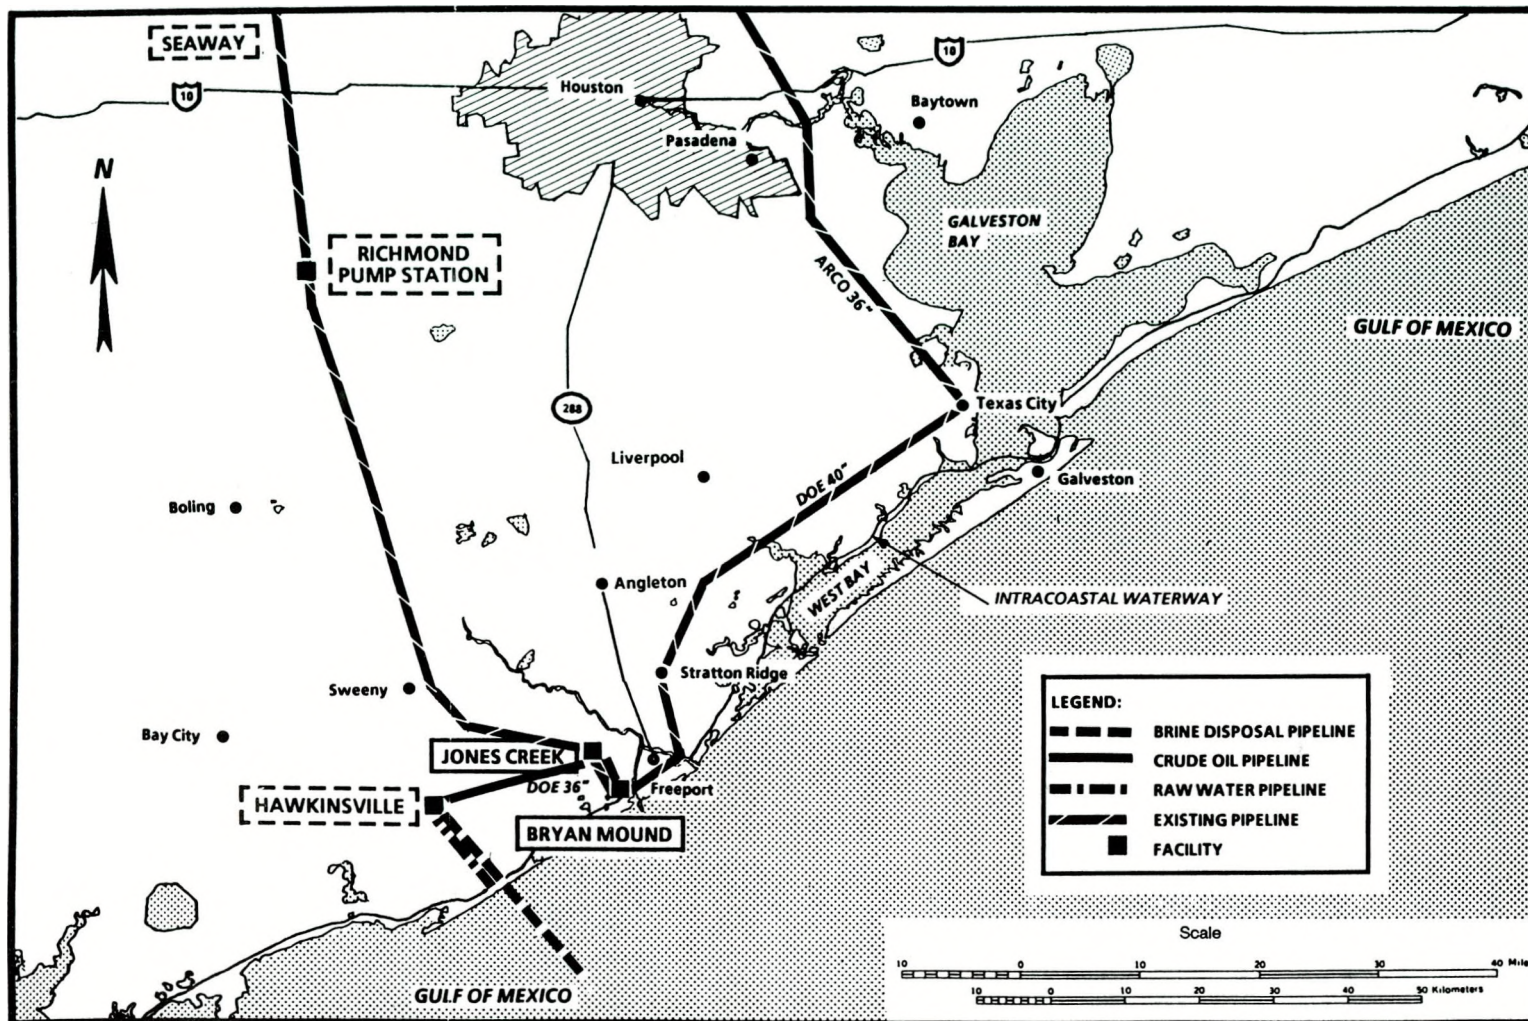 SEAWAY
10
Houston
10
Baytown
Pasadena
N
RICHMOND
PUMP STATION
GALVESTON
BAY
ARCO 36"
GULF OF MEXICO
288
Texas City
Liverpool
DOE 40"
Galveston
Boling
Angleton
WEST BAY
INTRACOASTAL WATERWAY
Stratton Ridge
Sweeny
Bay City
JONES CREEK
DOE 36"
Freeport
HAWKINSVILLE
BRYAN MOUND
LEGEND:
BRINE DISPOSAL PIPELINE
CRUDE OIL PIPELINE
RAW WATER PIPELINE
EXISTING PIPELINE
FACILITY
GULF OF MEXICO
Scale
10 0 10 20 30 40 Mile
10 0 10 20 30 40 50 Kilometers